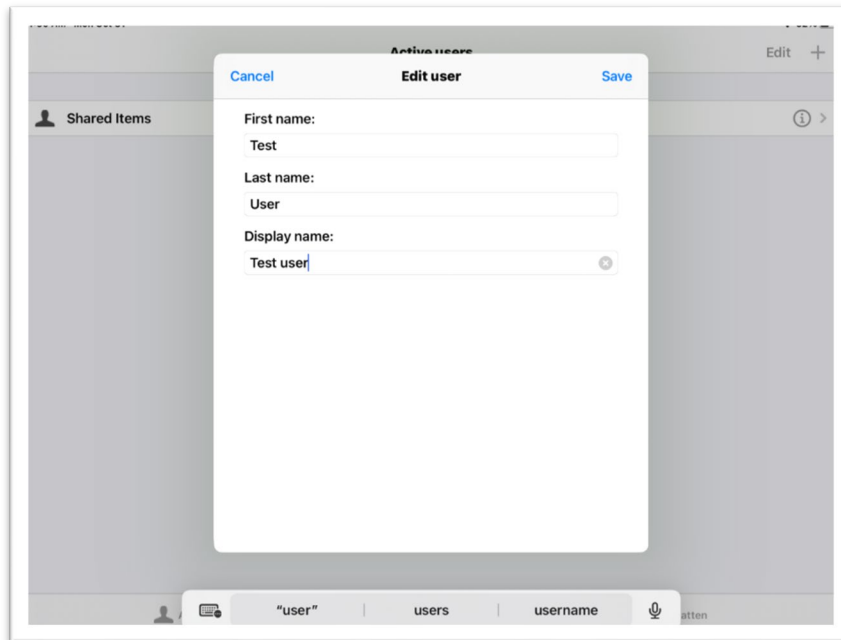 Active users
Edit
Cancel
Edit user
Save
Shared Items
First name:
Test
Last name:
User
Display name:
Test user
"user"
users
username